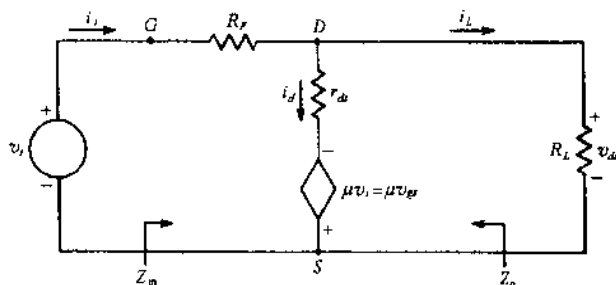 i_i G R_F D i_L
i_d r_ds
+ − +
v_i R_L v_ds
μv_i = μv_gs
− + −
S
Z_in Z_o